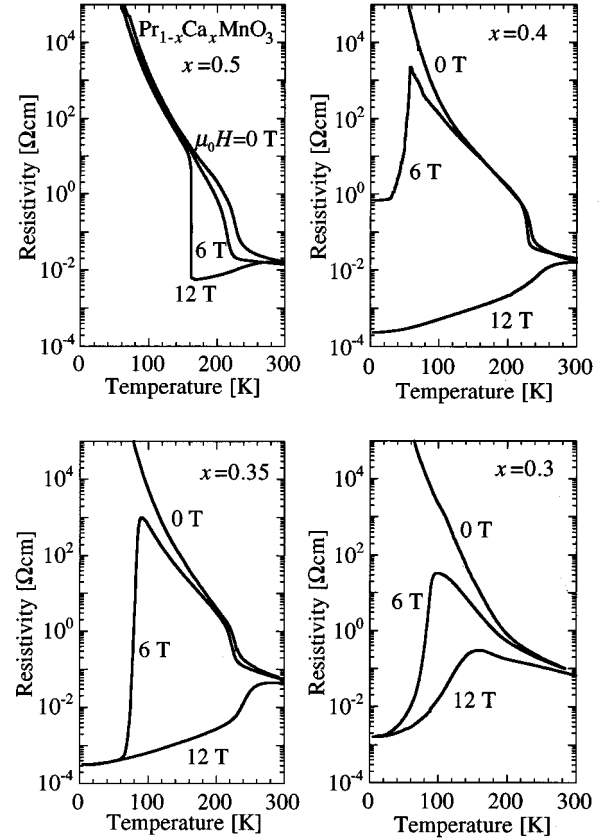 Pr1-xCaxMnO3
x=0.5
μ0H=0 T
6 T
12 T
Resistivity [Ωcm]
10^4
10^2
10^0
10^-2
10^-4
0 100 200 300
Temperature [K]
x=0.4
0 T
6 T
12 T
Resistivity [Ωcm]
10^4
10^2
10^0
10^-2
10^-4
0 100 200 300
Temperature [K]
x=0.35
0 T
6 T
12 T
Resistivity [Ωcm]
10^4
10^2
10^0
10^-2
10^-4
0 100 200 300
Temperature [K]
x=0.3
0 T
6 T
12 T
Resistivity [Ωcm]
10^4
10^2
10^0
10^-2
10^-4
0 100 200 300
Temperature [K]